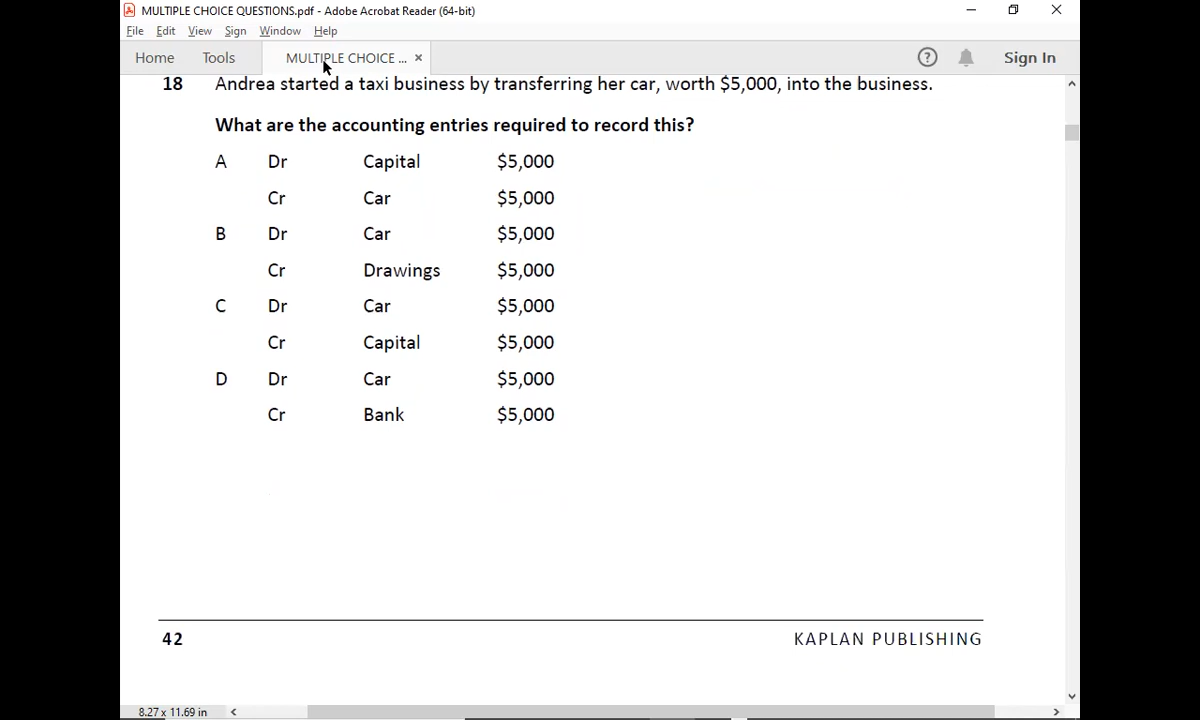 MULTIPLE CHOICE QUESTIONS.pdf - Adobe Acrobat Reader (64-bit)
File Edit View Sign Window Help
Home Tools MULTIPLE CHOICE ... × ? Sign In
18 Andrea started a taxi business by transferring her car, worth $5,000, into the business.
What are the accounting entries required to record this?
A Dr Capital $5,000
Cr Car $5,000
B Dr Car $5,000
Cr Drawings $5,000
C Dr Car $5,000
Cr Capital $5,000
D Dr Car $5,000
Cr Bank $5,000
42 KAPLAN PUBLISHING
8.27 x 11.69 in